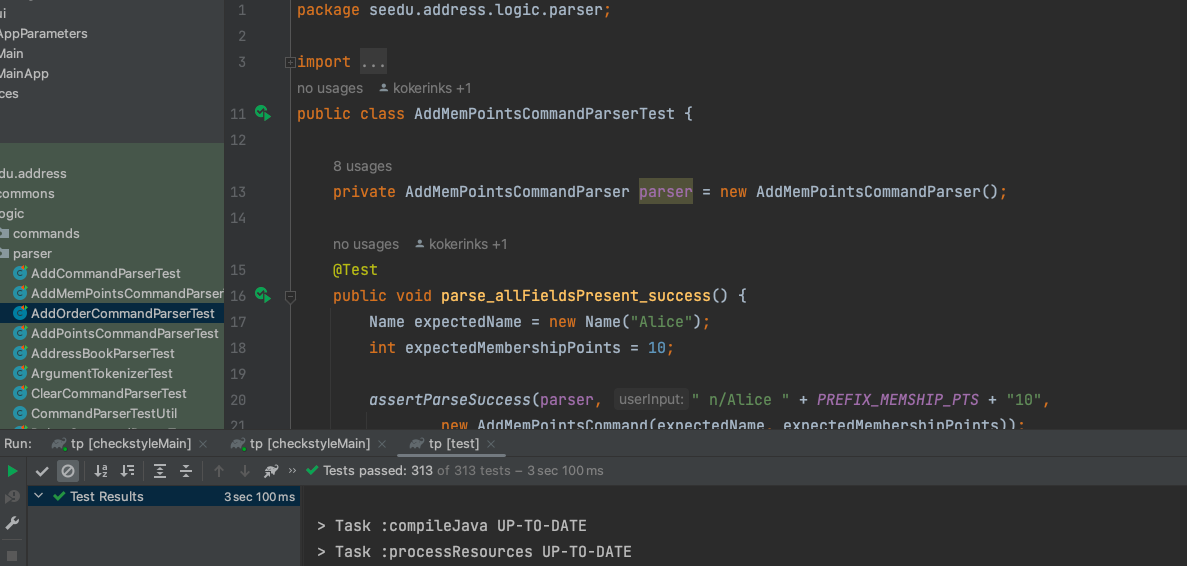 ui
AppParameters
Main
MainApp
ces
du.address
commons
ogic
commands
parser
AddCommandParserTest
AddMemPointsCommandParser
AddOrderCommandParserTest
AddPointsCommandParserTest
AddressBookParserTest
ArgumentTokenizerTest
ClearCommandParserTest
CommandParserTestUtil
1 package seedu.address.logic.parser;
2
3 import ...
no usages kokerinks +1
11 public class AddMemPointsCommandParserTest {
12
8 usages
13 private AddMemPointsCommandParser parser = new AddMemPointsCommandParser();
14
no usages kokerinks +1
15 @Test
16 public void parse_allFieldsPresent_success() {
17 Name expectedName = new Name("Alice");
18 int expectedMembershipPoints = 10;
19
20 assertParseSuccess(parser, userInput: " n/Alice " + PREFIX_MEMSHIP_PTS + "10",
21 new AddMemPointsCommand(expectedName, expectedMembershipPoints));
Run: tp [checkstyleMain] × tp [checkstyleMain] × tp [test] ×
Tests passed: 313 of 313 tests – 3 sec 100 ms
Test Results 3 sec 100 ms
> Task :compileJava UP-TO-DATE
> Task :processResources UP-TO-DATE